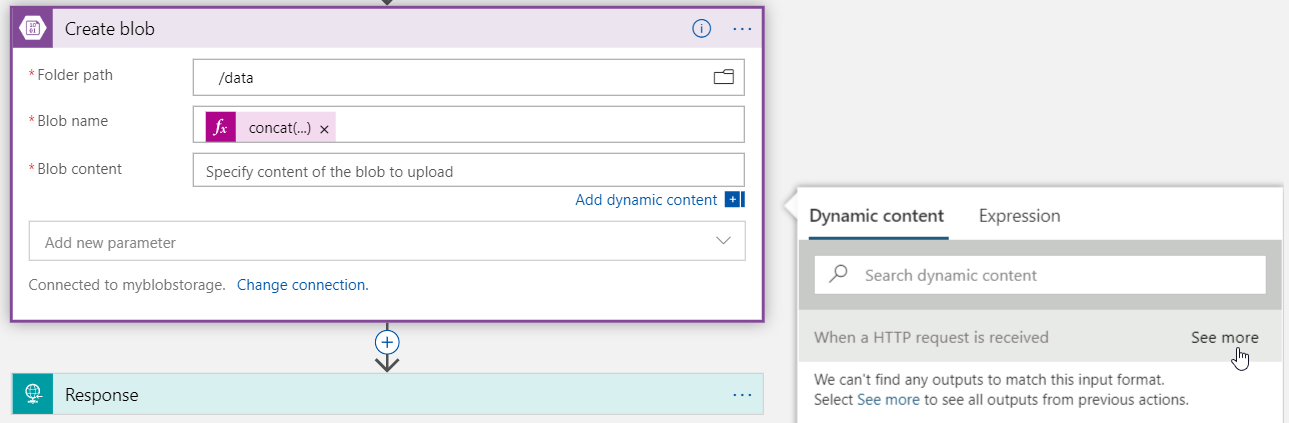 Create blob
* Folder path
/data
* Blob name
fx concat(...) ×
* Blob content
Specify content of the blob to upload
Add dynamic content +
Add new parameter
Connected to myblobstorage. Change connection.
Response
Dynamic content Expression
Search dynamic content
When a HTTP request is received See more
We can't find any outputs to match this input format.
Select See more to see all outputs from previous actions.